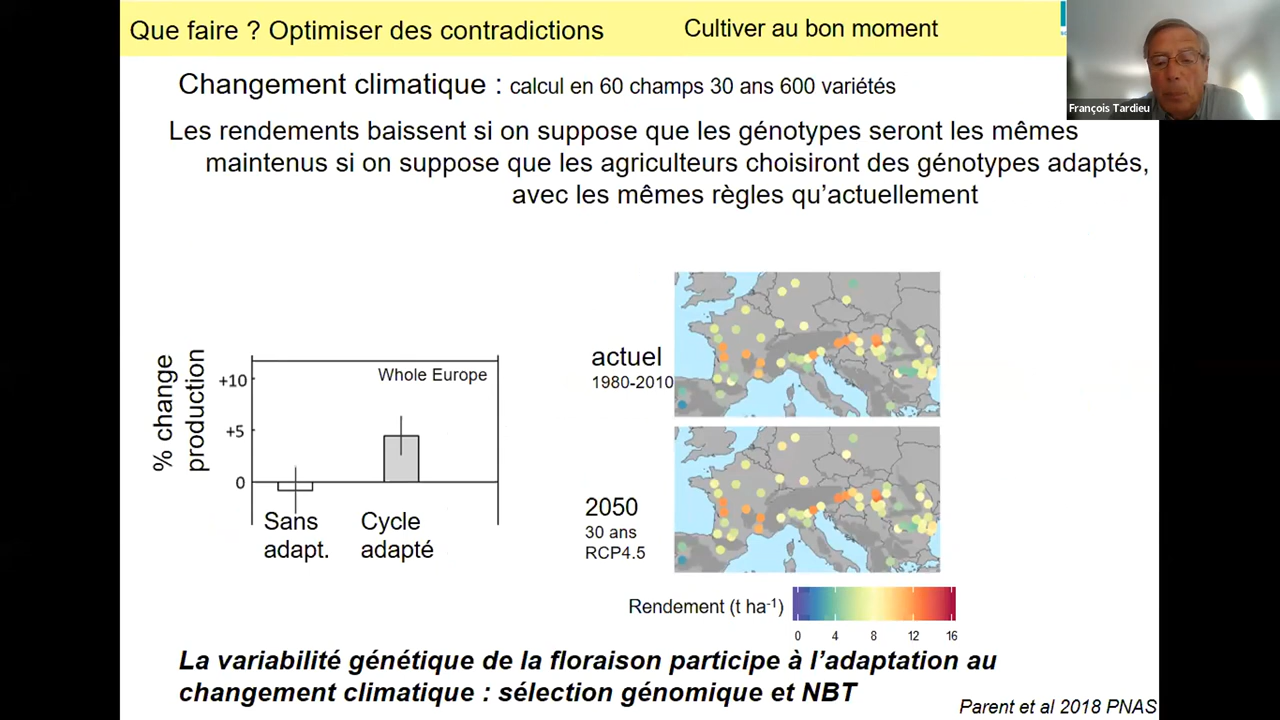 Que faire ? Optimiser des contradictions
Cultiver au bon moment
François Tardieu
Changement climatique : calcul en 60 champs 30 ans 600 variétés
Les rendements baissent si on suppose que les génotypes seront les mêmes
maintenus si on suppose que les agriculteurs choisiront des génotypes adaptés,
avec les mêmes règles qu’actuellement
% change
production
+10
+5
0
Whole Europe
Sans
adapt.
Cycle
adapté
actuel
1980-2010
2050
30 ans
RCP4.5
Rendement (t ha-1)
0 4 8 12 16
La variabilité génétique de la floraison participe à l’adaptation au
changement climatique : sélection génomique et NBT
Parent et al 2018 PNAS